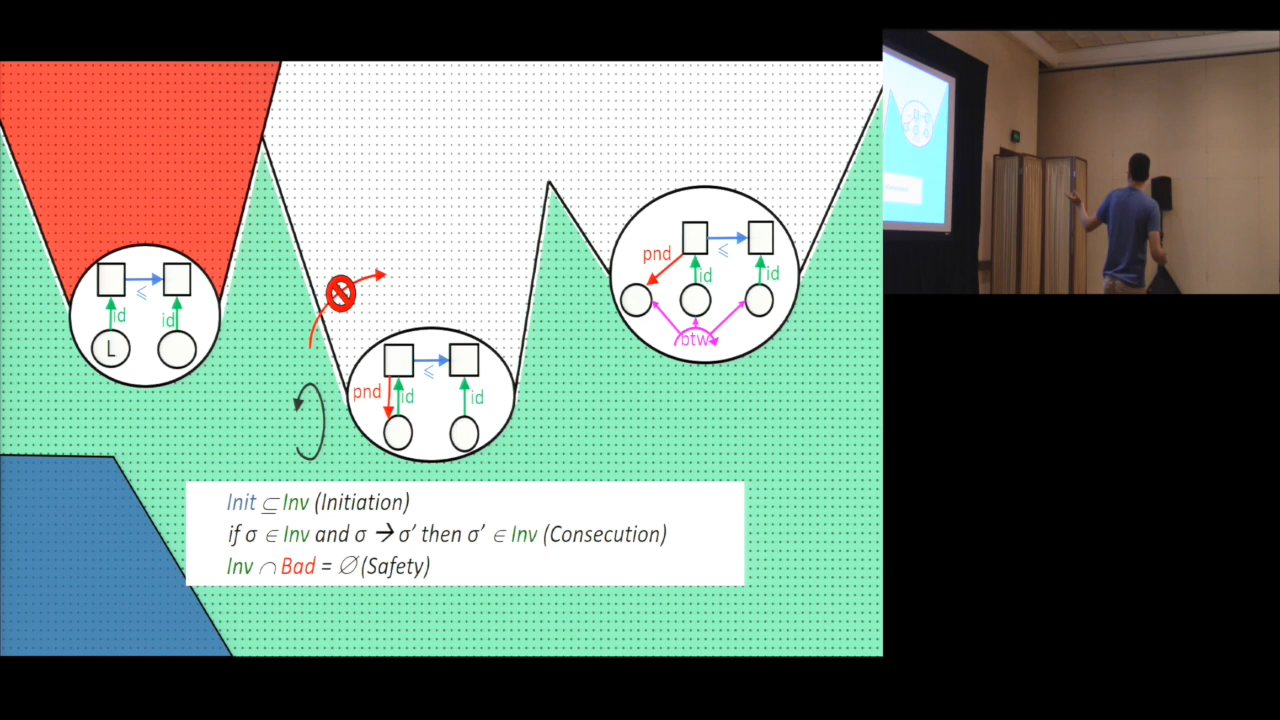 pnd
id
id
btw
≤
≤
id
id
L
pnd
id
id
≤
Init ⊆ Inv (Initiation)
if σ ∈ Inv and σ → σ’ then σ’ ∈ Inv (Consecution)
Inv ∩ Bad = ∅ (Safety)